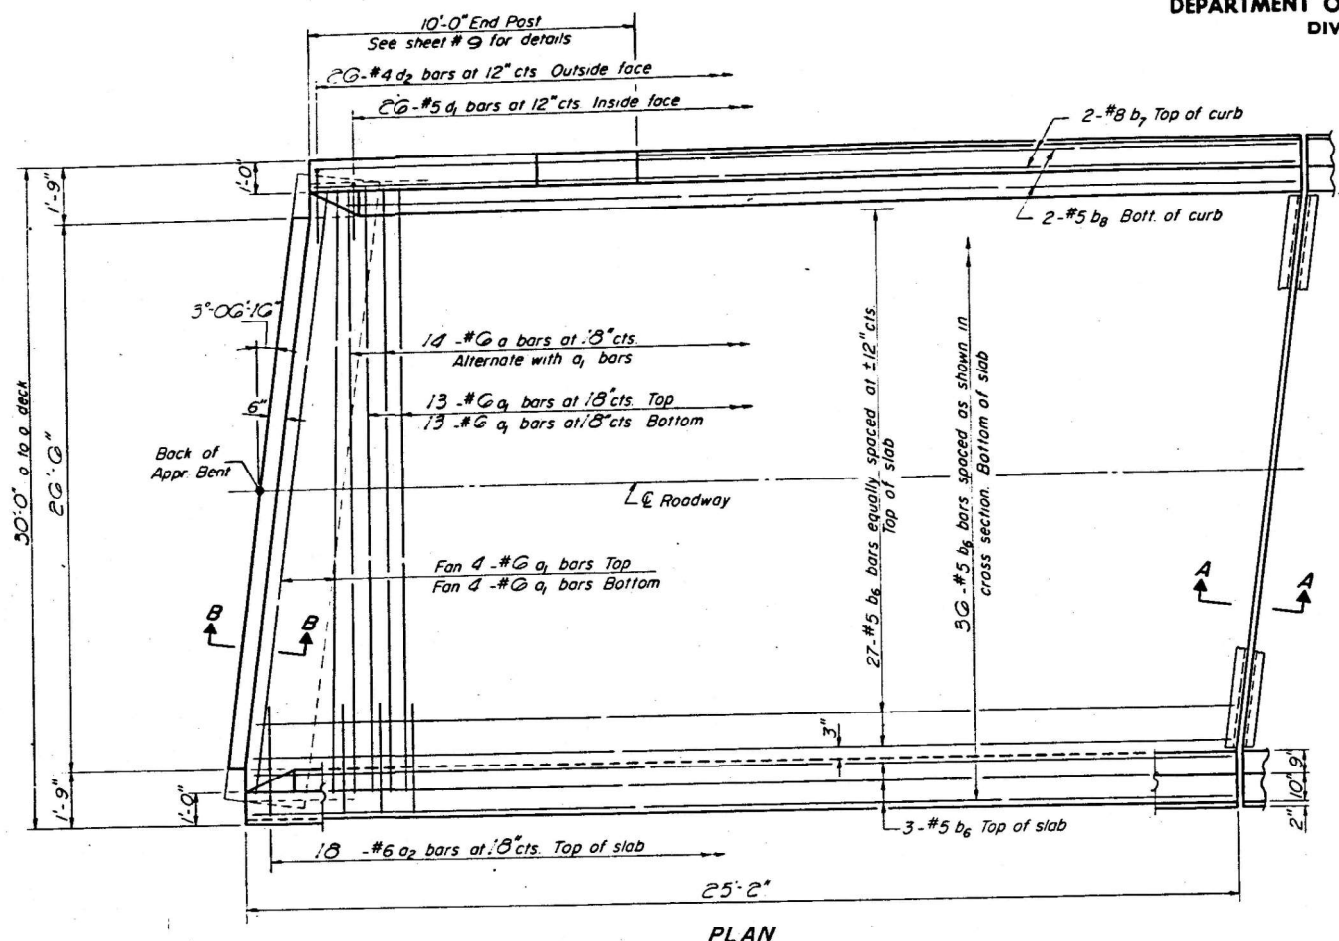 DEPARTMENT O
DIV
10'-0" End Post
See sheet # 9 for details
26-#4 d2 bars at 12" cts Outside face
26-#5 d1 bars at 12" cts Inside face
2-#8 b7 Top of curb
2-#5 b8 Bott. of curb
1'-0"
1'-9"
3°-06'-16"
14 -#6 a bars at 18" cts.
Alternate with a1 bars
13 -#6 a1 bars at 18" cts. Top
13 -#6 a1 bars at 18" cts Bottom
6"
Back of
Appr. Bent
℄ Roadway
30'-0" o to o deck
26'-6"
27-#5 b6 bars equally spaced at ±12" cts.
Top of slab
36 -#5 b6 bars spaced as shown in
cross section. Bottom of slab
Fan 4 -#6 a1 bars Top
Fan 4 -#6 a1 bars Bottom
A A
B B
3"
1'-9"
1'-0"
9"
10"
2"
3-#5 b6 Top of slab
18 -#6 a2 bars at 18" cts. Top of slab
25'-2"
PLAN